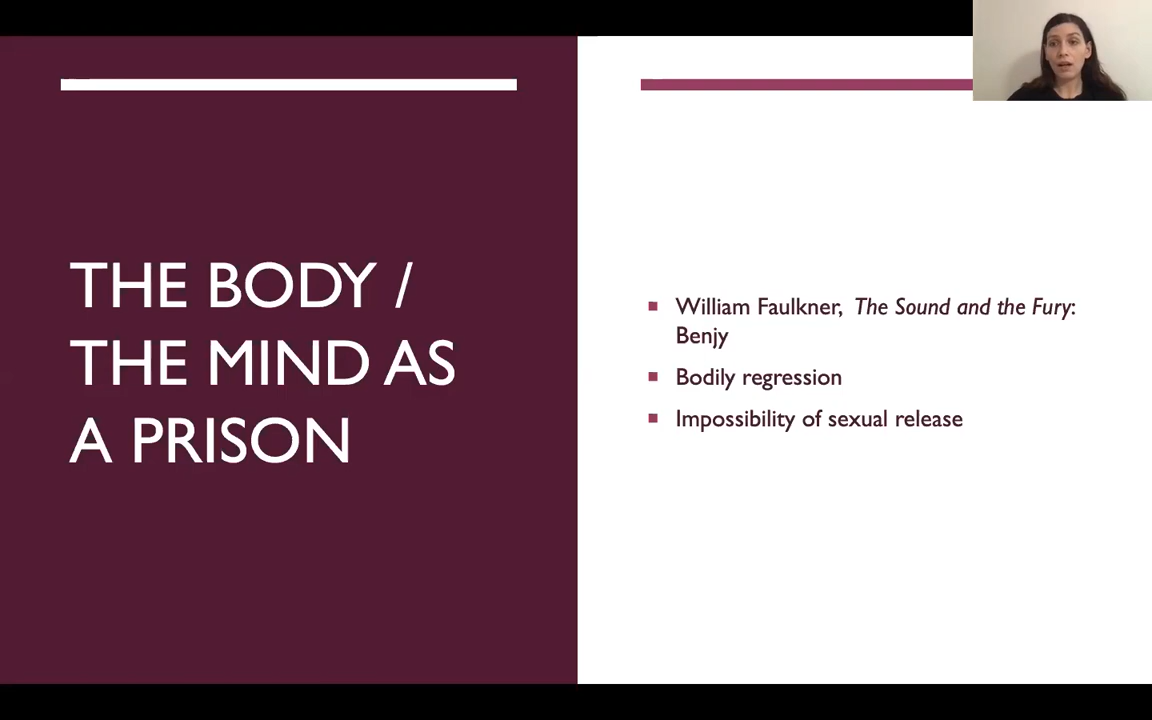 THE BODY /
THE MIND AS
A PRISON
William Faulkner, The Sound and the Fury:
Benjy
Bodily regression
Impossibility of sexual release